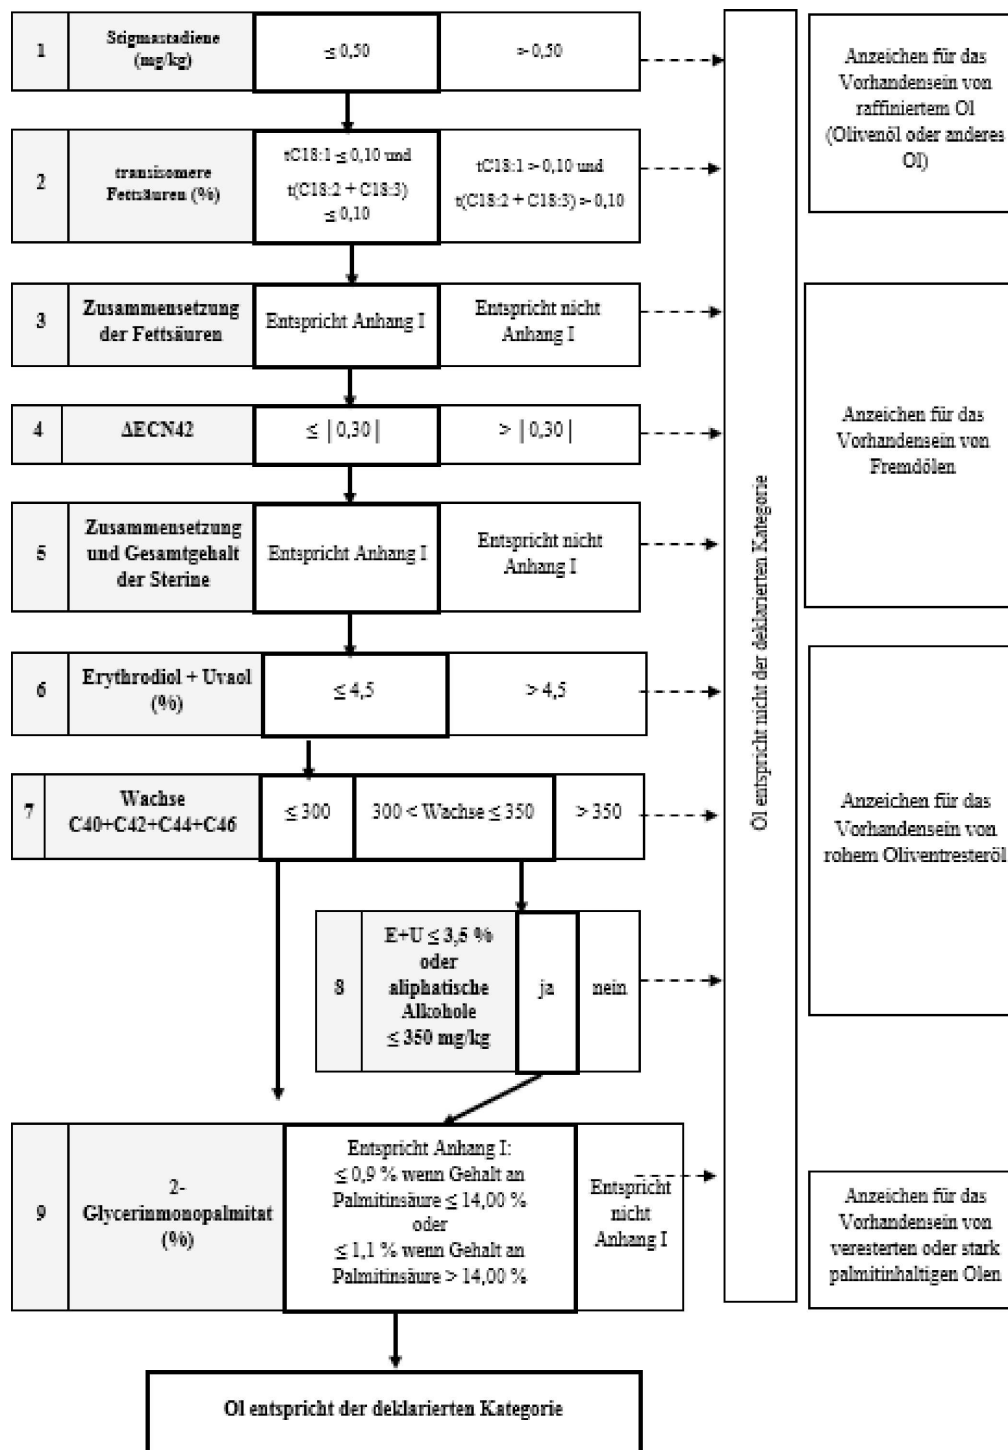 1
Stigmastadiene
(mg/kg)
≤ 0,50
> 0,50
2
transisomere
Fettsäuren (%)
tC18:1 ≤ 0,10 und
t(C18:2 + C18:3)
≤ 0,10
tC18:1 > 0,10 und
t(C18:2 + C18:3) > 0,10
Anzeichen für das
Vorhandensein von
raffiniertem Öl
(Olivenöl oder anderes
Öl)
3
Zusammensetzung
der Fettsäuren
Entspricht Anhang I
Entspricht nicht
Anhang I
4
ΔECN42
≤ |0,30|
> |0,30|
5
Zusammensetzung
und Gesamtgehalt
der Sterine
Entspricht Anhang I
Entspricht nicht
Anhang I
Anzeichen für das
Vorhandensein von
Fremdölen
6
Erythrodiol + Uvaol
(%)
≤ 4,5
> 4,5
7
Wachse
C40+C42+C44+C46
≤ 300
300 < Wachse ≤ 350
> 350
8
E+U ≤ 3,5 %
oder
aliphatische
Alkohole
≤ 350 mg/kg
ja
nein
Anzeichen für das
Vorhandensein von
rohem Oliventresteröl
9
2-
Glycerinmonopalmitat
(%)
Entspricht Anhang I:
≤ 0,9 % wenn Gehalt an
Palmitinsäure ≤ 14,00 %
oder
≤ 1,1 % wenn Gehalt an
Palmitinsäure > 14,00 %
Entspricht
nicht
Anhang I
Anzeichen für das
Vorhandensein von
veresterten oder stark
palmitinhaltigen Ölen
Öl entspricht nicht der deklarierten Kategorie
Öl entspricht der deklarierten Kategorie